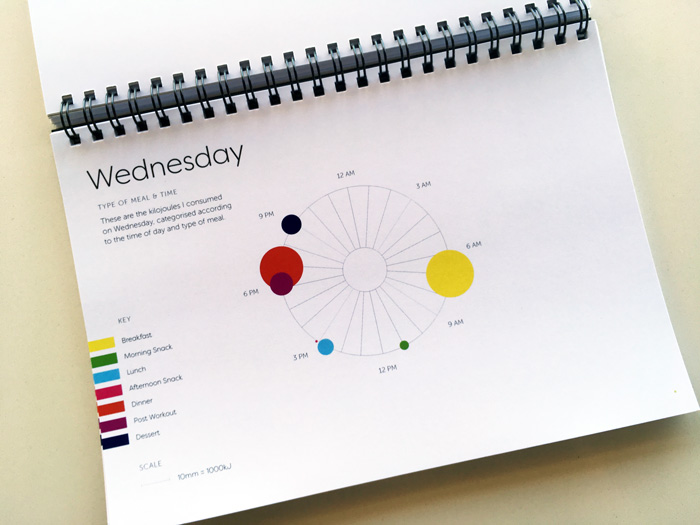 Wednesday
TYPE OF MEAL & TIME
These are the kilojoules I consumed
on Wednesday, categorised according
to the time of day and type of meal.
12 AM
3 AM
6 AM
9 AM
12 PM
3 PM
6 PM
9 PM
KEY
Breakfast
Morning Snack
Lunch
Afternoon Snack
Dinner
Post Workout
Dessert
SCALE
10mm = 1000kJ